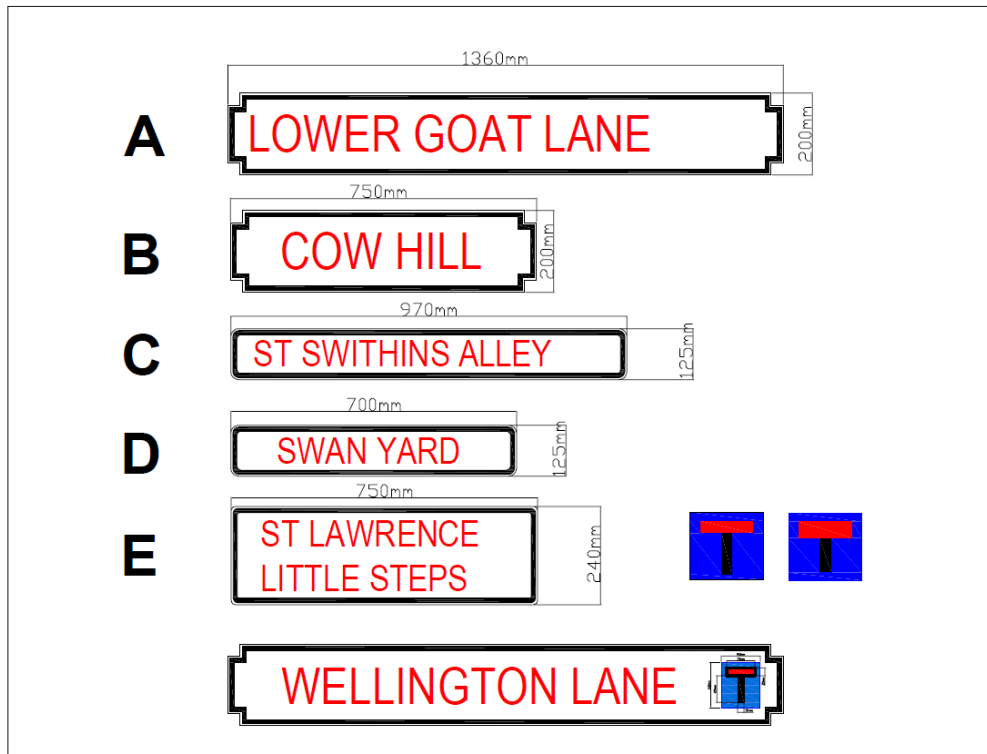 1360mm
A
LOWER GOAT LANE
200mm
750mm
B
COW HILL
200mm
970mm
C
ST SWITHINS ALLEY
125mm
700mm
D
SWAN YARD
125mm
750mm
E
ST LAWRENCE
LITTLE STEPS
240mm
WELLINGTON LANE